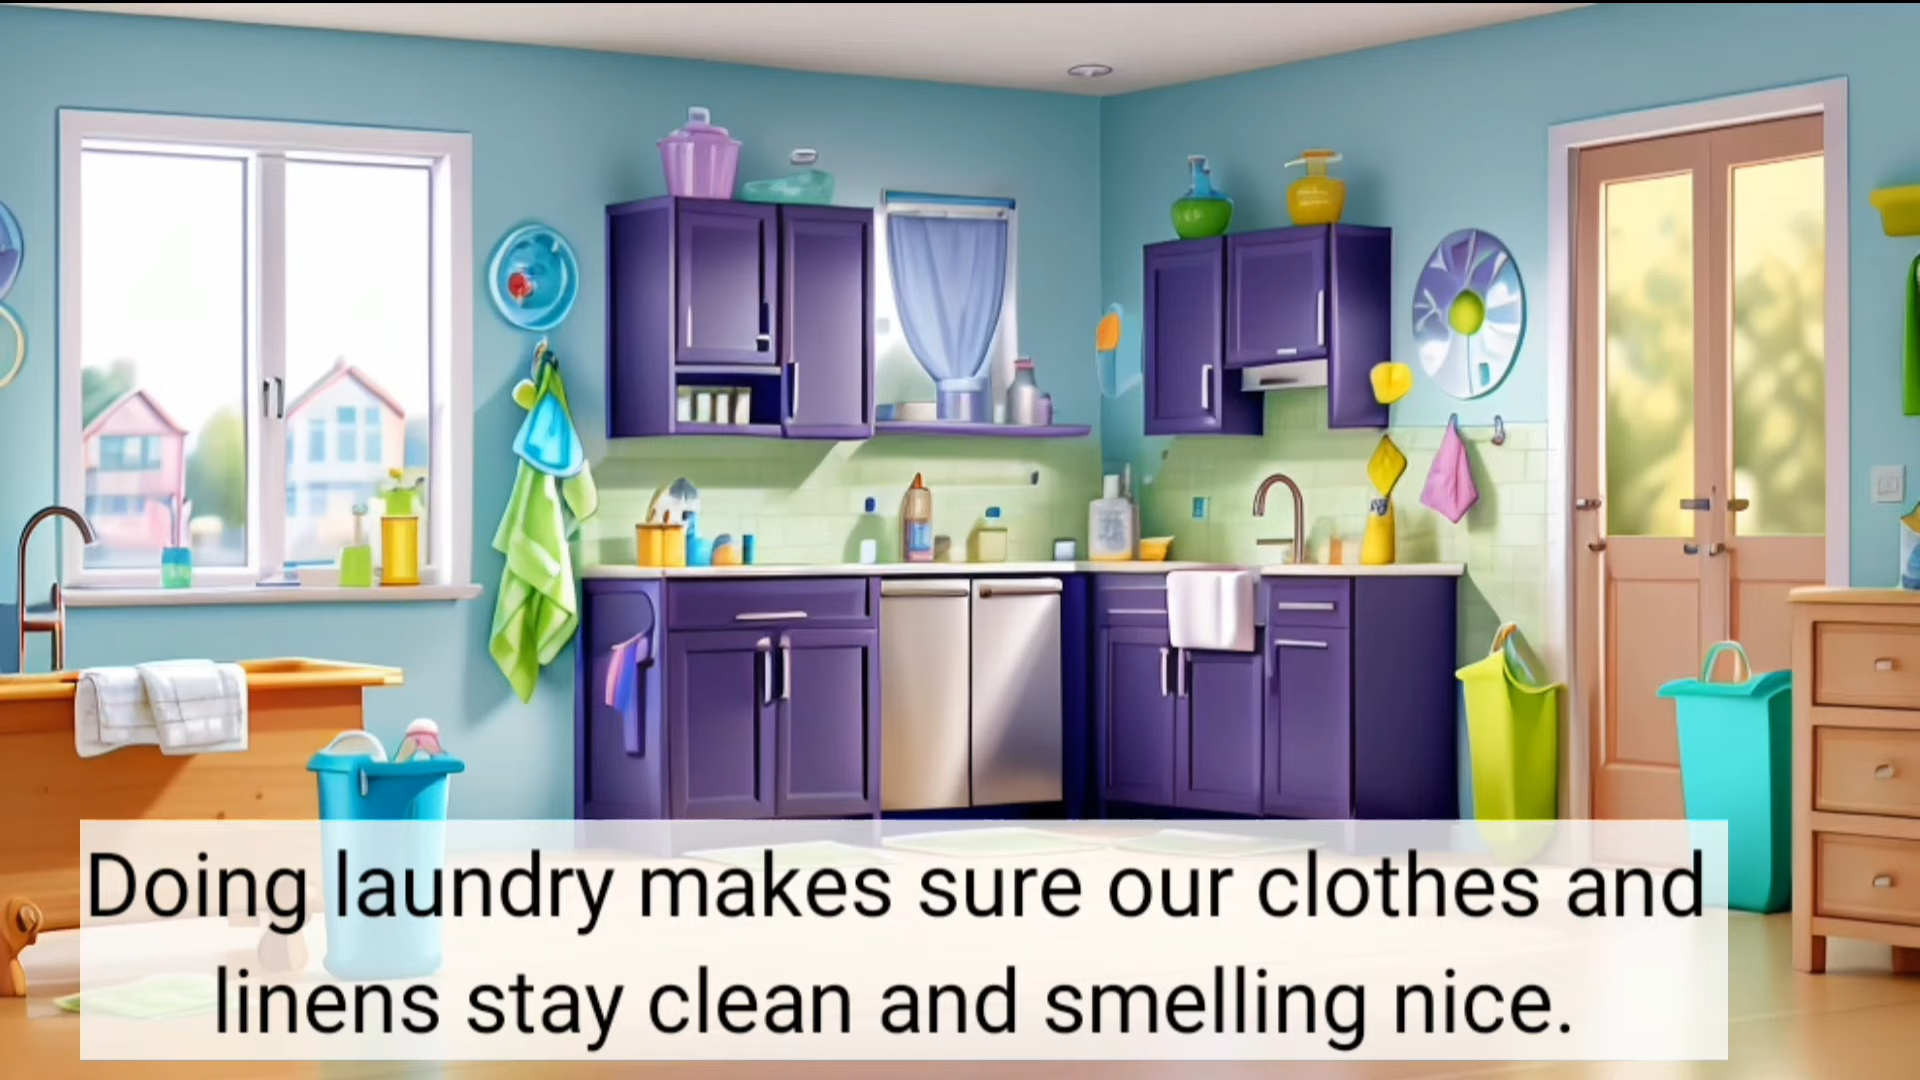 Doing laundry makes sure our clothes and
linens stay clean and smelling nice.